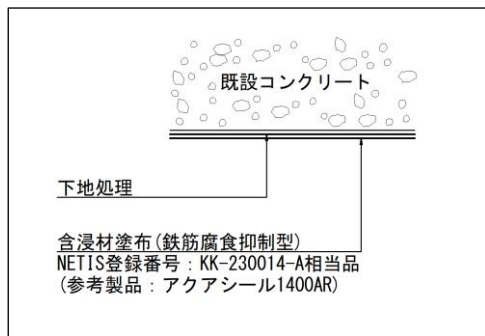 既設コンクリート
下地処理
含浸材塗布(鉄筋腐食抑制型)
NETIS登録番号：KK-230014-A相当品
(参考製品：アクアシール1400AR)